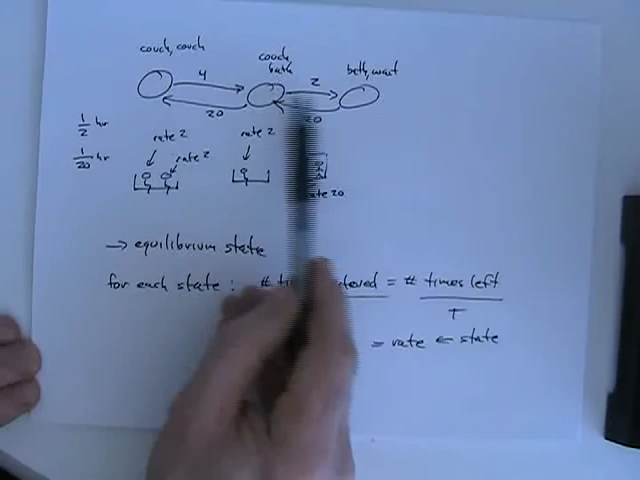 couch, couch
couch,
bath
bath, wait
4
2
20
20
1/2 hr
rate 2
rate 2
1/20 hr
rate 2
rate 20
→ equilibrium state
for each state : # = # times left
T
= rate ← state